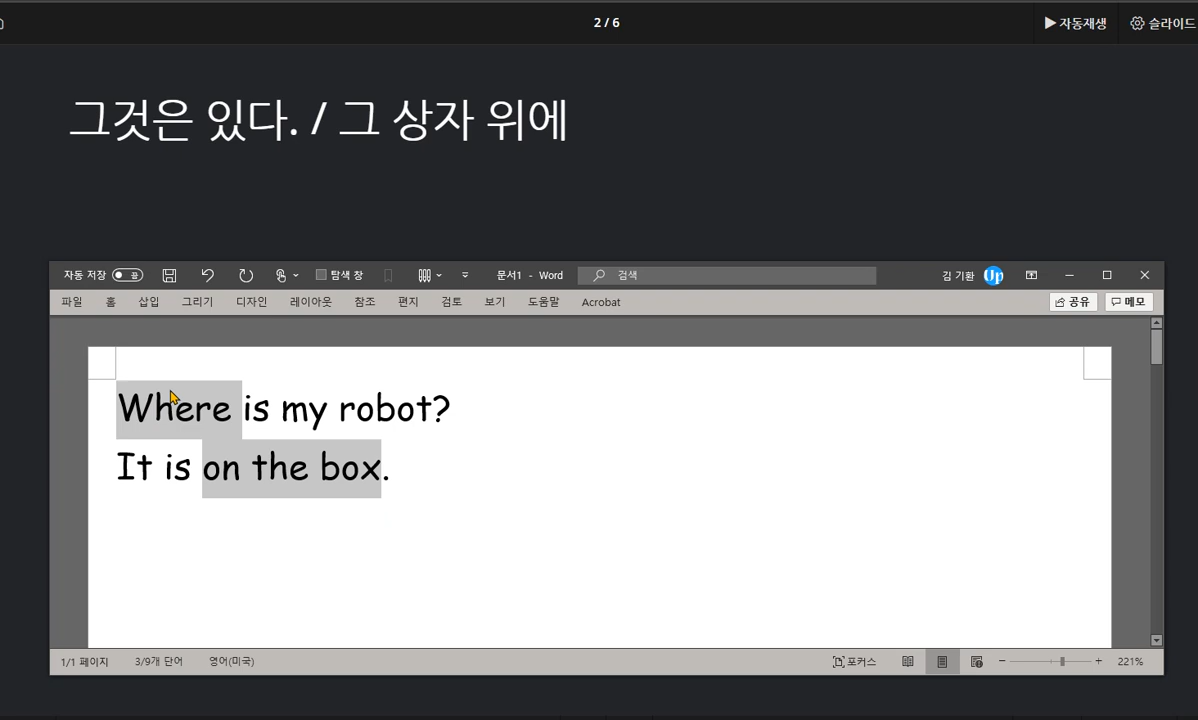 2 / 6
▶ 자동재생
슬라이드
그것은 있다. / 그 상자 위에
자동 저장
끔
탐색 창
문서1 - Word
검색
김 기환
Up
파일
홈
삽입
그리기
디자인
레이아웃
참조
편지
검토
보기
도움말
Acrobat
공유
메모
Where is my robot?
It is on the box.
1/1 페이지
3/9개 단어
영어(미국)
포커스
221%